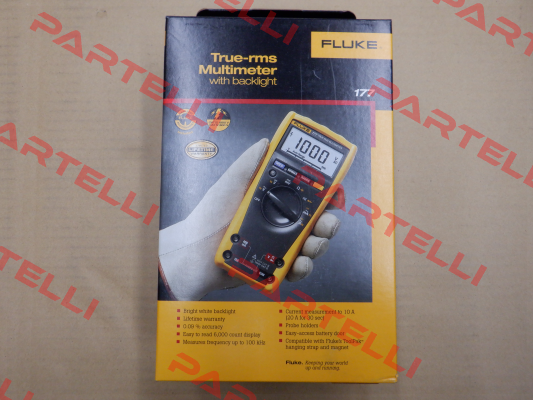 True-rms
Multimeter
with backlight
FLUKE
177
FLUKE
1000
Bright white backlight
Lifetime warranty
0.09 % accuracy
Easy to read 6,000 count display
Measures frequency up to 100 kHz
Current measurement to 10 A
(20 A for 30 sec)
Probe holders
Easy-access battery door
Compatible with Fluke's ToolPak
hanging strap and magnet
Fluke. Keeping your world
up and running.
PARTELLI
PARTELLI
PARTELLI
PARTELLI
PARTELLI
PARTELLI